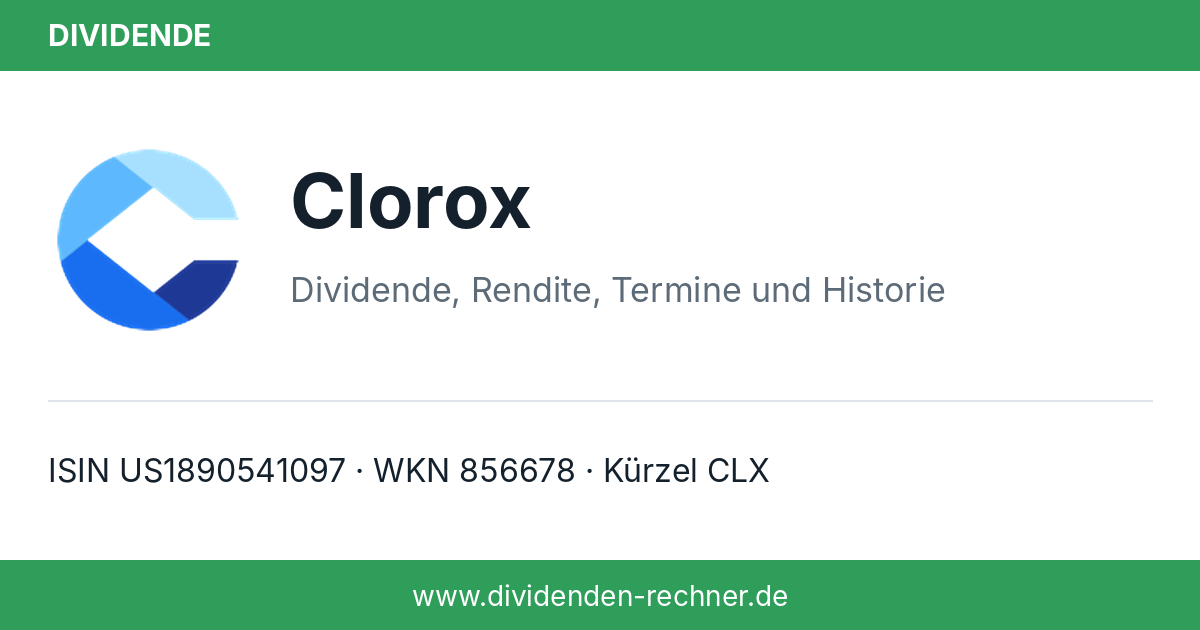 DIVIDENDE
Clorox
Dividende, Rendite, Termine und Historie
ISIN US1890541097 · WKN 856678 · Kürzel CLX
www.dividenden-rechner.de